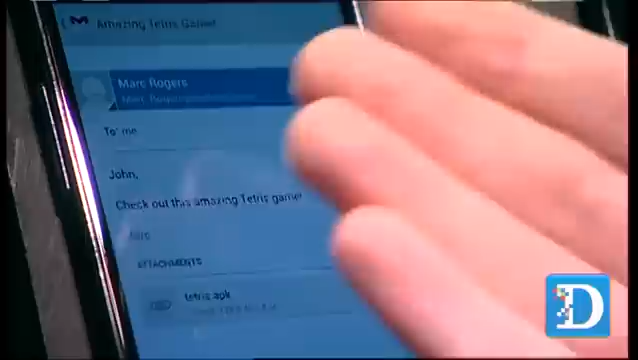 Amazing Tetris Game!
Marc Rogers
To me
John,
Check out this amazing Tetris game!
ATTACHMENTS
tetris.apk
D